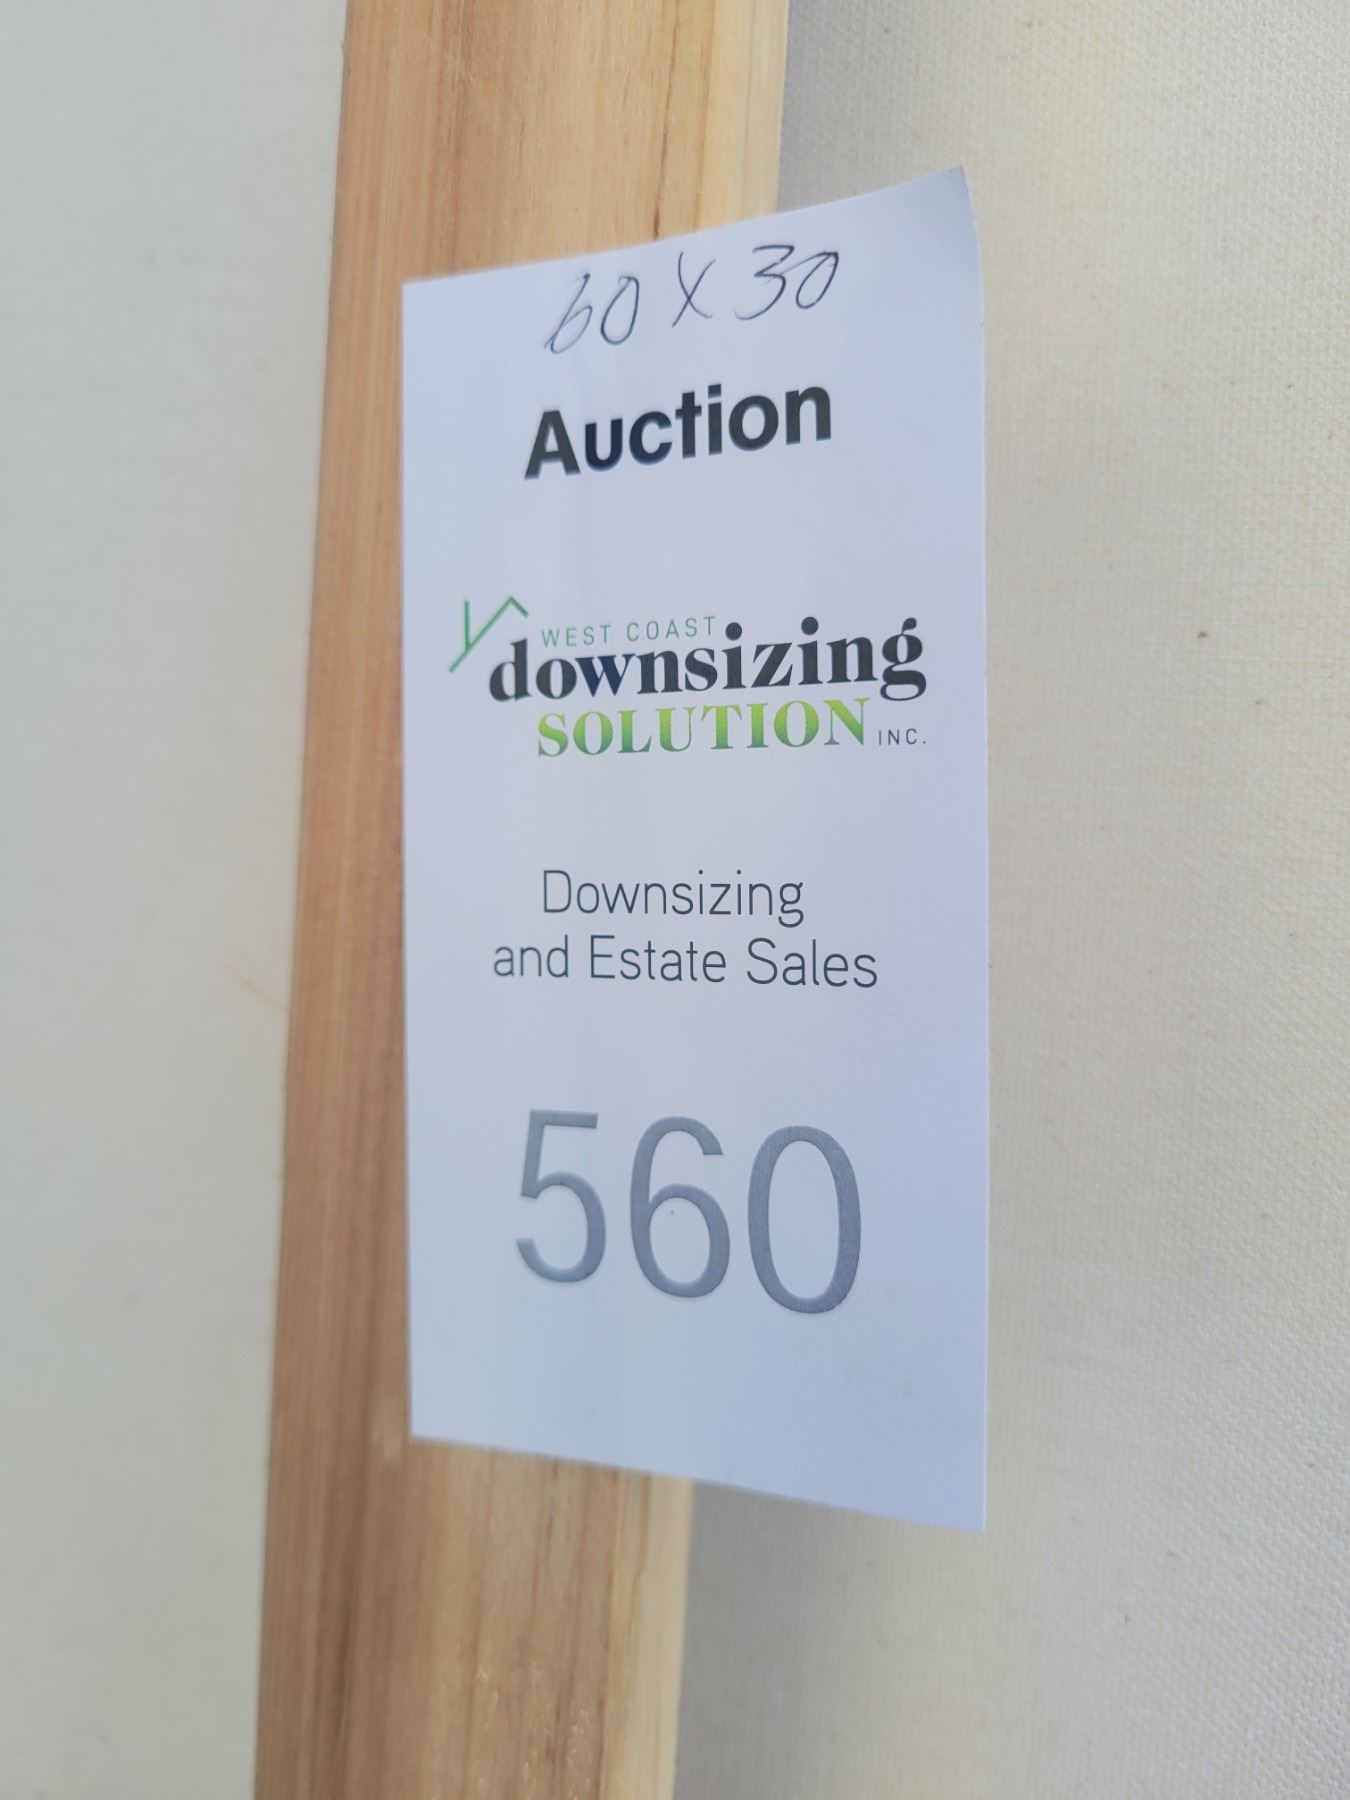 60 x 30
Auction
WEST COAST
downsizing
SOLUTION INC.
Downsizing
and Estate Sales
560